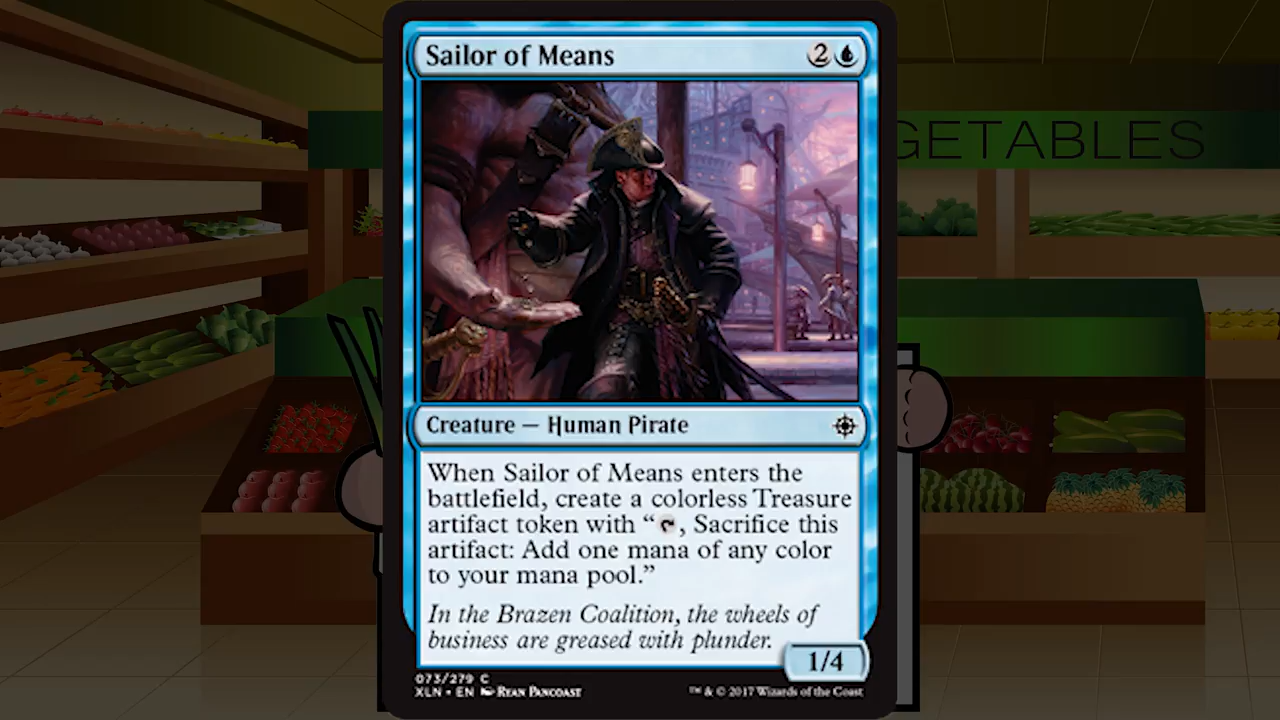 Sailor of Means 2
GETABLES
Creature — Human Pirate
When Sailor of Means enters the
battlefield, create a colorless Treasure
artifact token with “ , Sacrifice this
artifact: Add one mana of any color
to your mana pool.”
In the Brazen Coalition, the wheels of
business are greased with plunder.
1/4
073/279 C
XLN • EN Ryan Pancoast
™ & © 2017 Wizards of the Coast